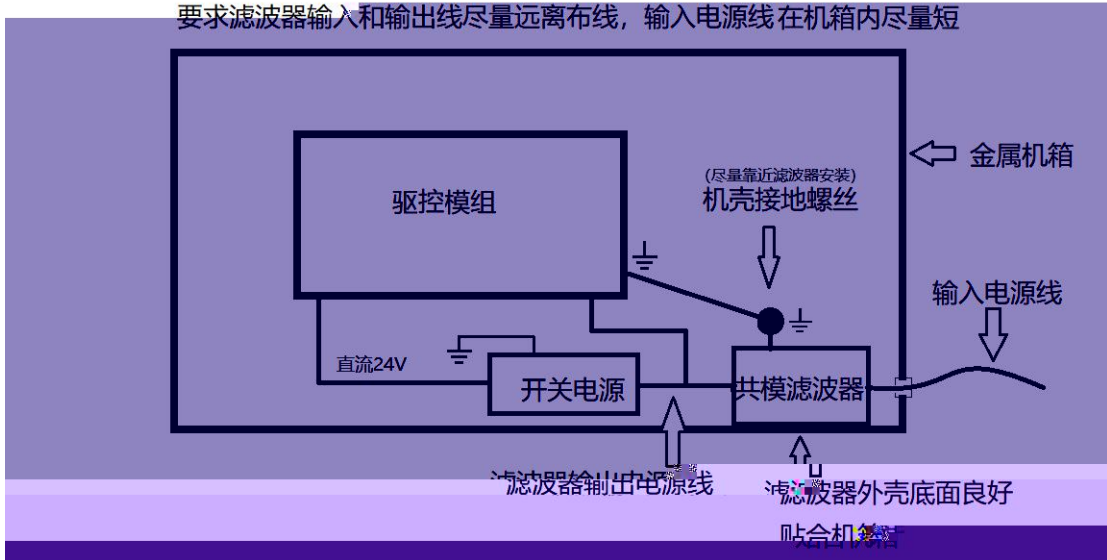 要求滤波器输入和输出线尽量远离布线，输入电源线在机箱内尽量短
金属机箱
(尽量靠近滤波器安装)
机壳接地螺丝
驱控模组
输入电源线
直流24V
开关电源
共模滤波器
滤波器输出电源线
滤波器外壳底面良好
贴合机